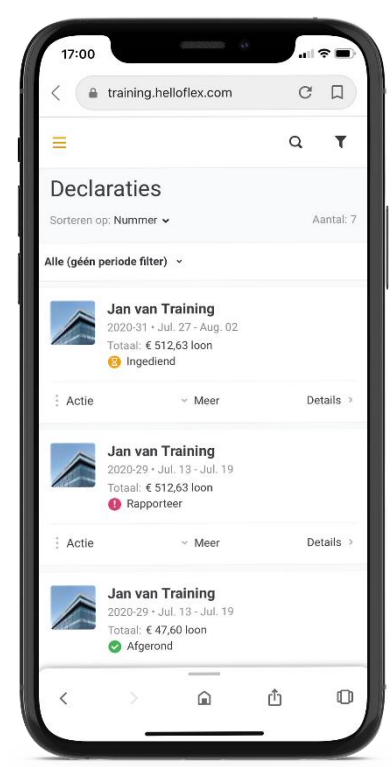 17:00
training.helloflex.com
Declaraties
Sorteren op: Nummer
Aantal: 7
Alle (géén periode filter)
Jan van Training
2020-31 • Jul. 27 - Aug. 02
Totaal: € 512,63 loon
Ingediend
Actie
Meer
Details
Jan van Training
2020-29 • Jul. 13 - Jul. 19
Totaal: € 512,63 loon
Rapporteer
Actie
Meer
Details
Jan van Training
2020-29 • Jul. 13 - Jul. 19
Totaal: € 47,60 loon
Afgerond